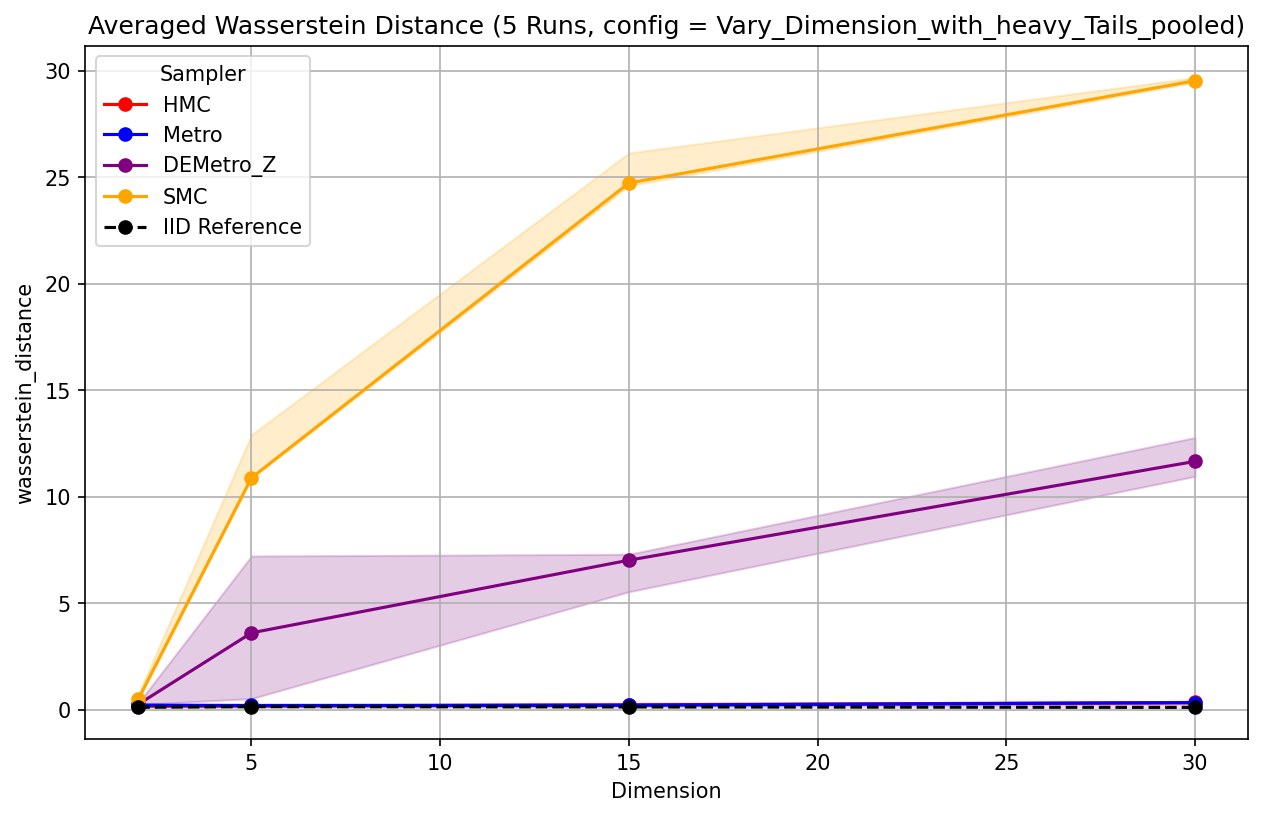 Averaged Wasserstein Distance (5 Runs, config = Vary_Dimension_with_heavy_Tails_pooled)
Sampler
HMC
Metro
DEMetro_Z
SMC
IID Reference
wasserstein_distance
30
25
20
15
10
5
0
5 10 15 20 25 30
Dimension